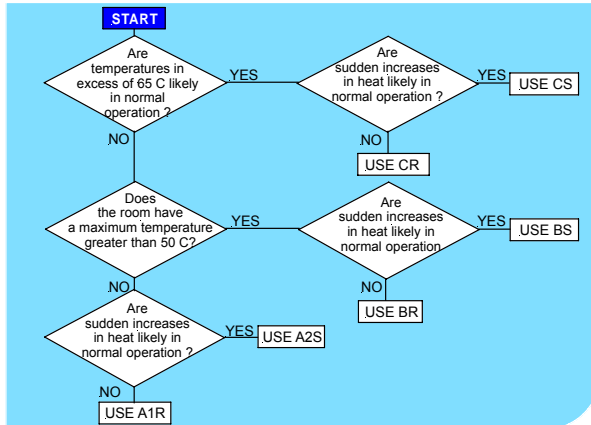 START
Are
temperatures in
excess of 65 C likely
in normal
operation ?
YES
Are
sudden increases
in heat likely in
normal operation ?
YES
USE CS
NO
NO
USE CR
Does
the room have
a maximum temperature
greater than 50 C?
YES
Are
sudden increases
in heat likely in
normal operation
YES
USE BS
NO
NO
USE BR
Are
sudden increases
in heat likely in
normal operation ?
YES
USE A2S
NO
USE A1R